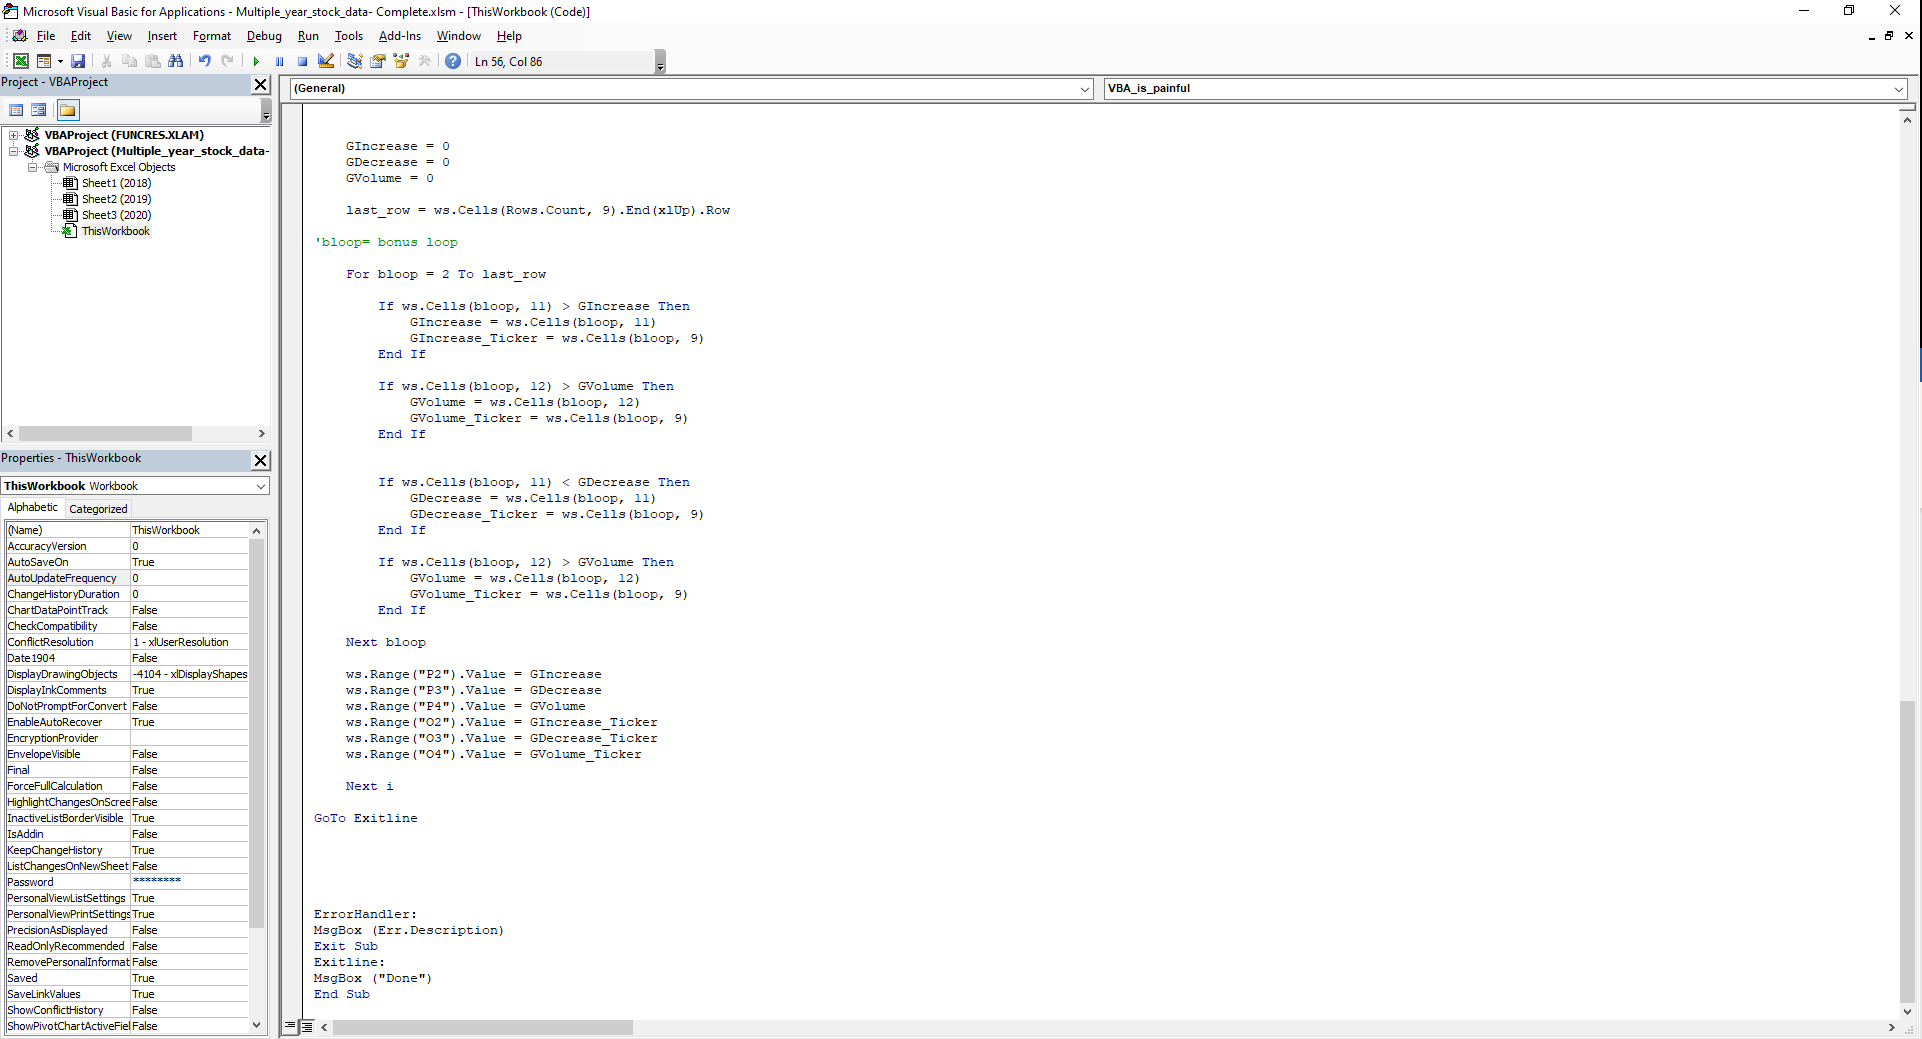 Microsoft Visual Basic for Applications - Multiple_year_stock_data- Complete.xlsm - [ThisWorkbook (Code)]
File Edit View Insert Format Debug Run Tools Add-Ins Window Help
Ln 56, Col 86
Project - VBAProject
VBAProject (FUNCRES.XLAM)
VBAProject (Multiple_year_stock_data-
Microsoft Excel Objects
Sheet1 (2018)
Sheet2 (2019)
Sheet3 (2020)
ThisWorkbook
Properties - ThisWorkbook
ThisWorkbook Workbook
Alphabetic Categorized
(Name) ThisWorkbook
AccuracyVersion 0
AutoSaveOn True
AutoUpdateFrequency 0
ChangeHistoryDuration 0
ChartDataPointTrack False
CheckCompatibility False
ConflictResolution 1 - xlUserResolution
Date1904 False
DisplayDrawingObjects -4104 - xlDisplayShapes
DisplayInkComments True
DoNotPromptForConvert False
EnableAutoRecover True
EncryptionProvider
EnvelopeVisible False
Final False
ForceFullCalculation False
HighlightChangesOnScree False
InactiveListBorderVisible True
IsAddin False
KeepChangeHistory True
ListChangesOnNewSheet False
Password ********
PersonalViewListSettings True
PersonalViewPrintSettings True
PrecisionAsDisplayed False
ReadOnlyRecommended False
RemovePersonalInformat False
Saved True
SaveLinkValues True
ShowConflictHistory False
ShowPivotChartActiveFiel False
(General) VBA_is_painful
GIncrease = 0
GDecrease = 0
GVolume = 0
last_row = ws.Cells(Rows.Count, 9).End(xlUp).Row
'bloop= bonus loop
For bloop = 2 To last_row
If ws.Cells(bloop, 11) > GIncrease Then
GIncrease = ws.Cells(bloop, 11)
GIncrease_Ticker = ws.Cells(bloop, 9)
End If
If ws.Cells(bloop, 12) > GVolume Then
GVolume = ws.Cells(bloop, 12)
GVolume_Ticker = ws.Cells(bloop, 9)
End If
If ws.Cells(bloop, 11) < GDecrease Then
GDecrease = ws.Cells(bloop, 11)
GDecrease_Ticker = ws.Cells(bloop, 9)
End If
If ws.Cells(bloop, 12) > GVolume Then
GVolume = ws.Cells(bloop, 12)
GVolume_Ticker = ws.Cells(bloop, 9)
End If
Next bloop
ws.Range("P2").Value = GIncrease
ws.Range("P3").Value = GDecrease
ws.Range("P4").Value = GVolume
ws.Range("O2").Value = GIncrease_Ticker
ws.Range("O3").Value = GDecrease_Ticker
ws.Range("O4").Value = GVolume_Ticker
Next i
GoTo Exitline
ErrorHandler:
MsgBox (Err.Description)
Exit Sub
Exitline:
MsgBox ("Done")
End Sub